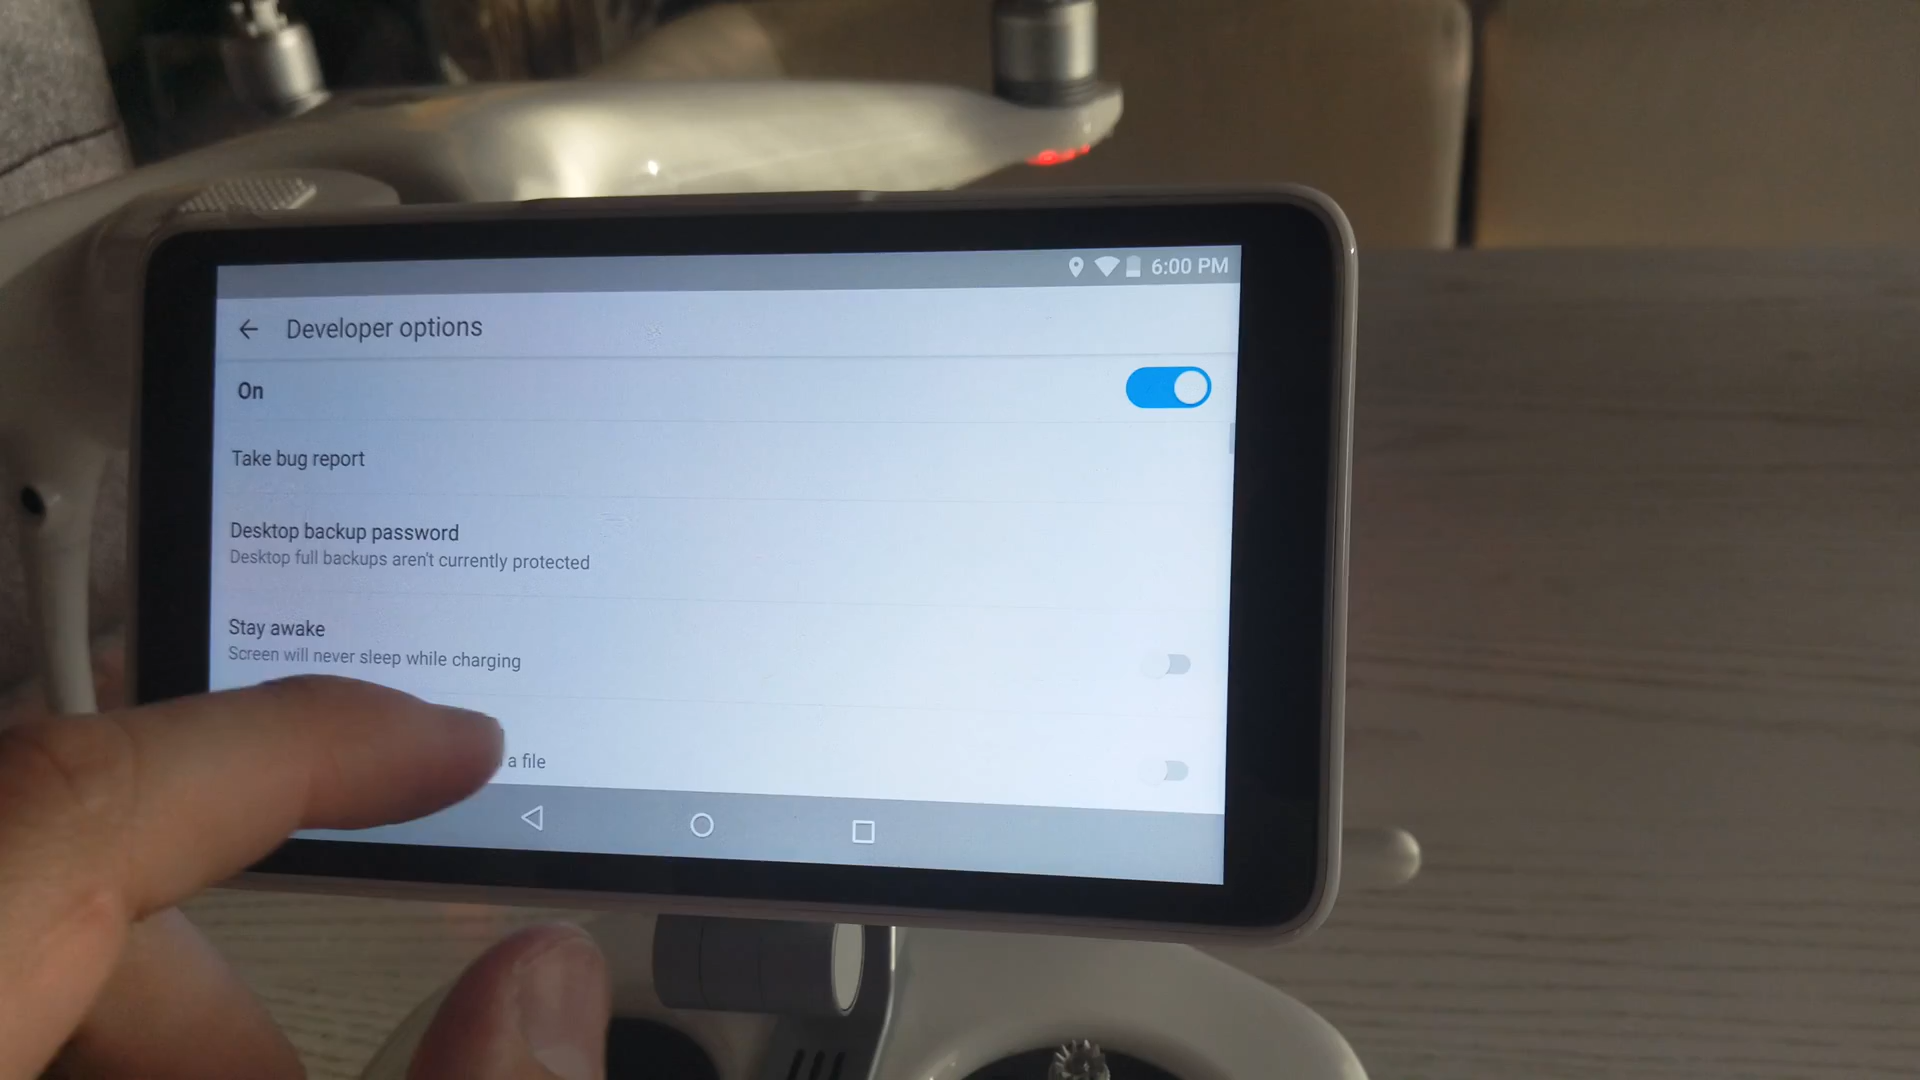 6:00 PM
Developer options
On
Take bug report
Desktop backup password
Desktop full backups aren't currently protected
Stay awake
Screen will never sleep while charging
a file